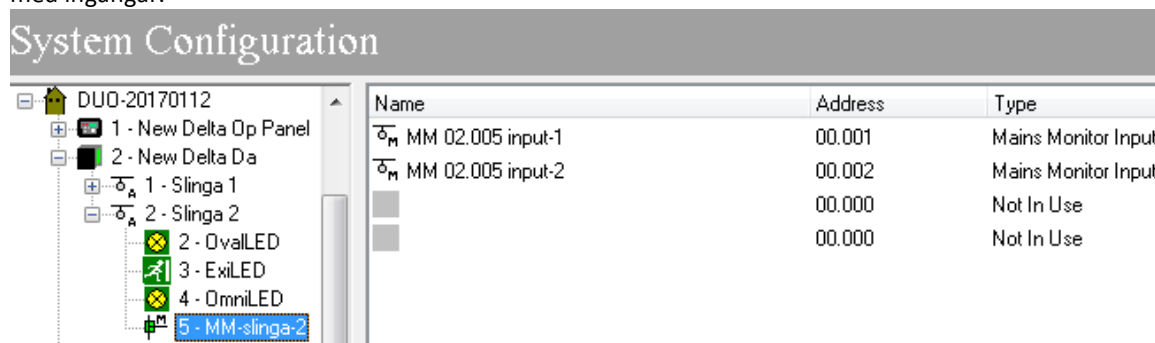 med ingångar.
System Configuration
DUO-20170112
1 - New Delta Op Panel
2 - New Delta Da
A 1 - Slinga 1
A 2 - Slinga 2
2 - OvalLED
3 - ExiLED
4 - OmniLED
M 5 - MM-slinga-2
Name Address Type
M MM 02.005 input-1 00.001 Mains Monitor Input
M MM 02.005 input-2 00.002 Mains Monitor Input
00.000 Not In Use
00.000 Not In Use